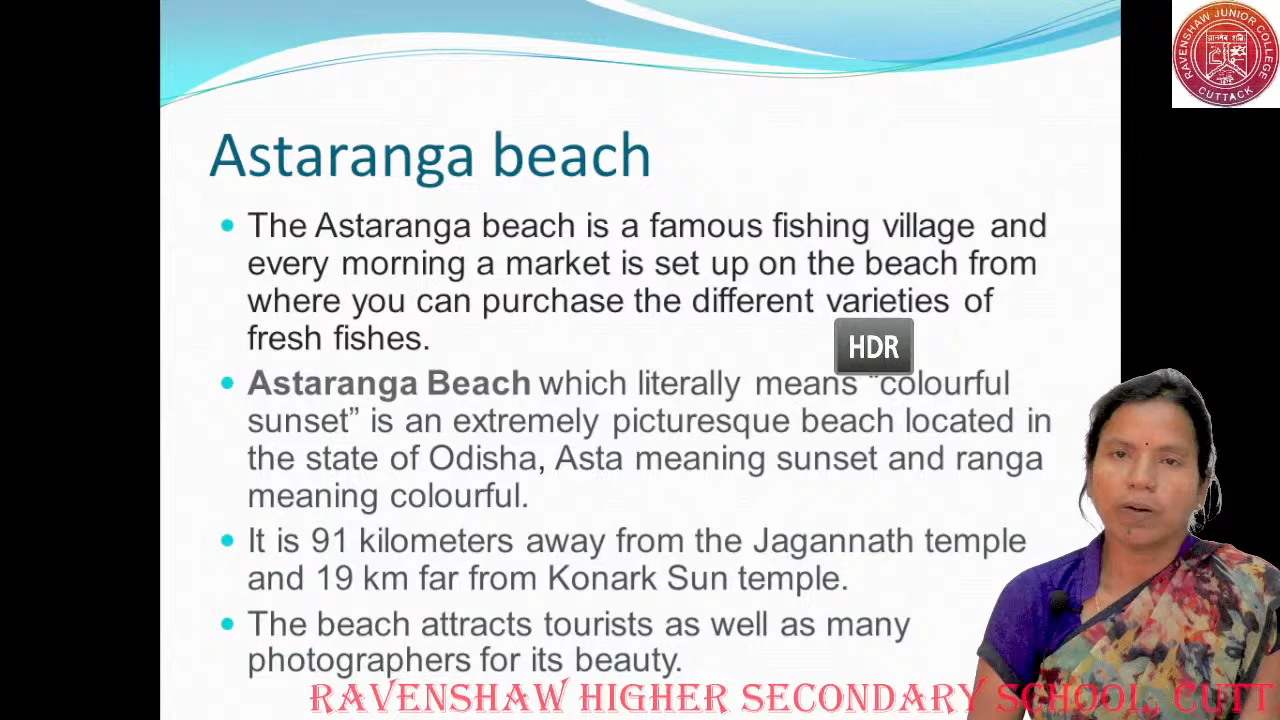 RAVENSHAW JUNIOR COLLEGE
CUTTACK
Astaranga beach
The Astaranga beach is a famous fishing village and
every morning a market is set up on the beach from
where you can purchase the different varieties of
fresh fishes.
HDR
Astaranga Beach which literally means “colourful
sunset” is an extremely picturesque beach located in
the state of Odisha, Asta meaning sunset and ranga
meaning colourful.
It is 91 kilometers away from the Jagannath temple
and 19 km far from Konark Sun temple.
The beach attracts tourists as well as many
photographers for its beauty.
RAVENSHAW HIGHER SECONDARY SCHOOL, CUTT